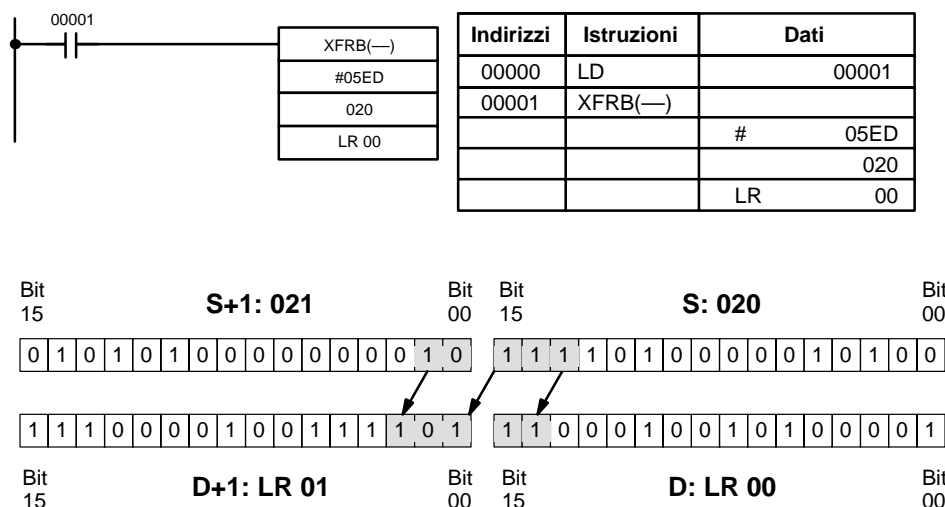 00001
XFRB(––)
#05ED
020
LR 00
Indirizzi Istruzioni Dati
00000 LD 00001
00001 XFRB(––)
# 05ED
020
LR 00
Bit 15 S+1: 021 Bit 00 Bit 15 S: 020 Bit 00
0 1 0 1 0 1 0 0 0 0 0 0 0 0 1 0 1 1 1 1 0 1 0 0 0 0 0 1 0 1 0 0
1 1 1 0 0 0 0 1 0 0 1 1 1 1 0 1 1 1 0 0 0 1 0 0 1 0 1 0 0 0 0 1
Bit 15 D+1: LR 01 Bit 00 Bit 15 D: LR 00 Bit 00